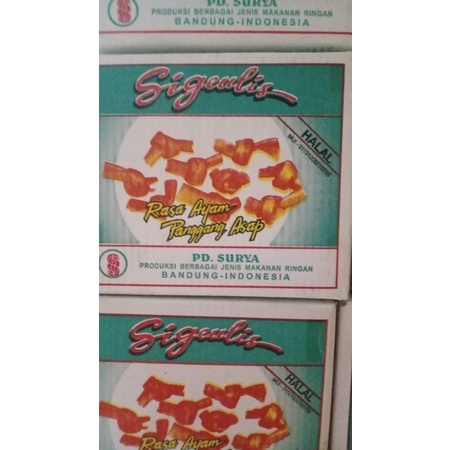 PD. SURYA
PRODUKSI BERBAGAI JENIS MAKANAN RINGAN
BANDUNG-INDONESIA
Sigeulis
HALAL
Rasa Ayam
Panggang Asap
PD. SURYA
PRODUKSI BERBAGAI JENIS MAKANAN RINGAN
BANDUNG-INDONESIA
Sigeulis
HALAL
Rasa Ayam